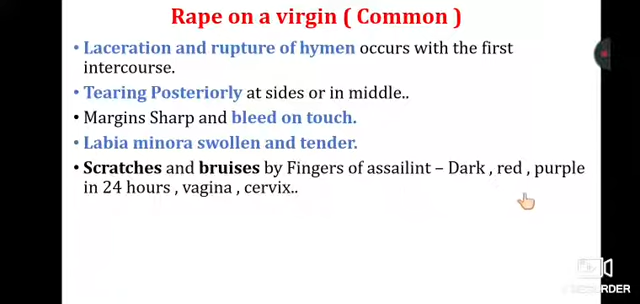 Rape on a virgin ( Common )
• Laceration and rupture of hymen occurs with the first
intercourse.
• Tearing Posteriorly at sides or in middle..
• Margins Sharp and bleed on touch.
• Labia minora swollen and tender.
• Scratches and bruises by Fingers of assailint – Dark , red , purple
in 24 hours , vagina , cervix..